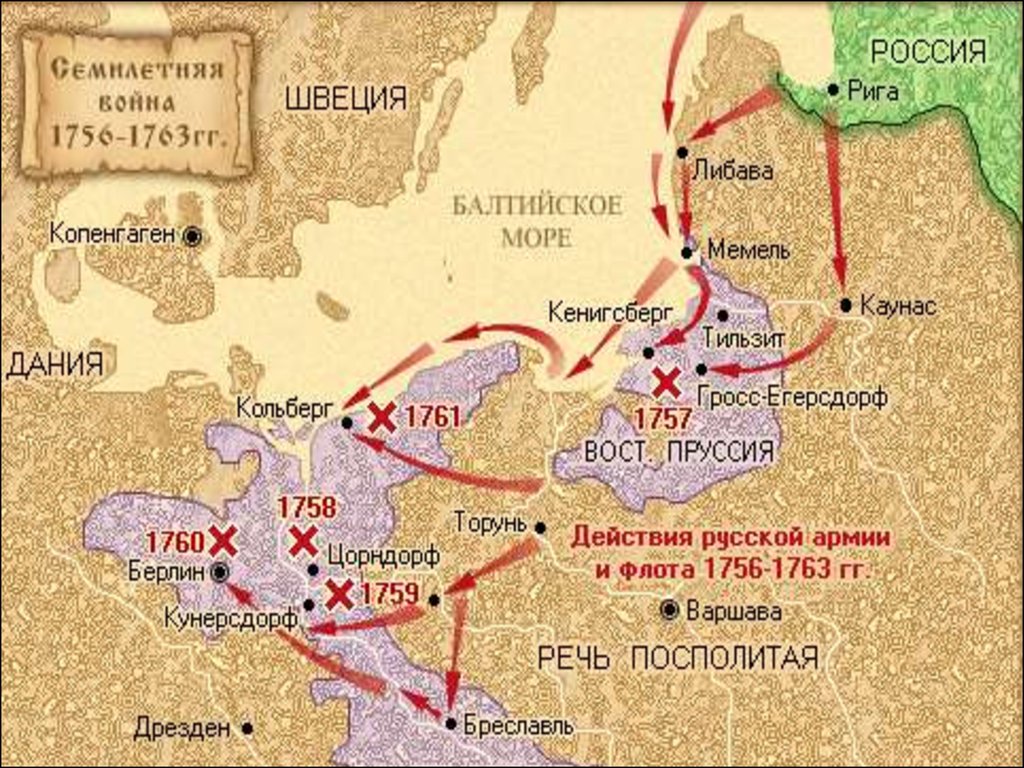 Семилетняя
война
1756-1763гг.
ШВЕЦИЯ
РОССИЯ
Рига
Либава
БАЛТИЙСКОЕ
МОРЕ
Копенгаген
Мемель
Кенигсберг
Каунас
Тильзит
ДАНИЯ
Гросс-Егерсдорф
Кольберг
1761
1757
ВОСТ. ПРУССИЯ
1758
Торунь
Действия русской армии
и флота 1756-1763 гг.
1760
Цорндорф
Берлин
1759
Кунерсдорф
Варшава
РЕЧЬ ПОСПОЛИТАЯ
Дрезден
Бреславль